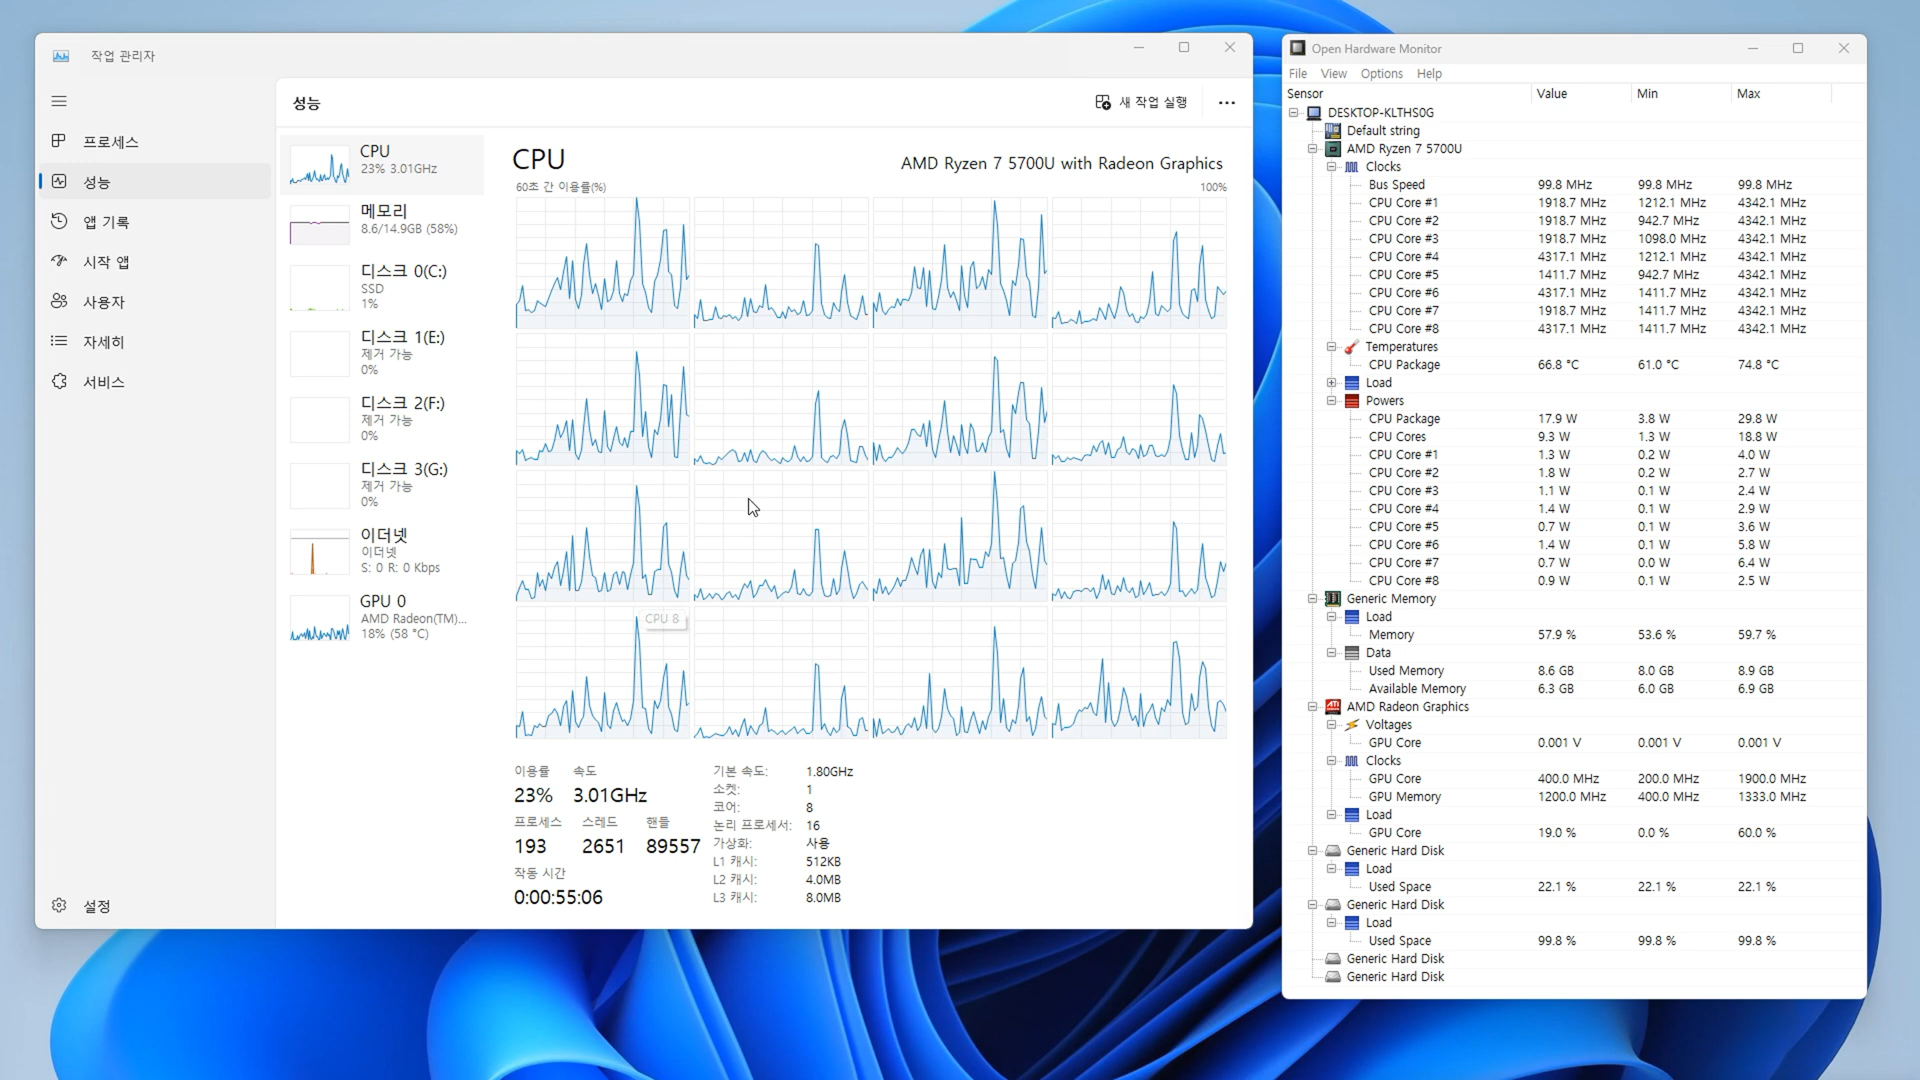 작업 관리자
프로세스
성능
앱 기록
시작 앱
사용자
자세히
서비스
설정
성능
새 작업 실행
CPU
23% 3.01GHz
메모리
8.6/14.9GB (58%)
디스크 0(C:)
SSD
1%
디스크 1(E:)
제거 가능
0%
디스크 2(F:)
제거 가능
0%
디스크 3(G:)
제거 가능
0%
이더넷
이더넷
S: 0 R: 0 Kbps
GPU 0
AMD Radeon(TM)...
18% (58 °C)
CPU
AMD Ryzen 7 5700U with Radeon Graphics
60초 간 이용률(%)
100%
CPU 8
이용률 속도
23% 3.01GHz
프로세스 스레드 핸들
193 2651 89557
작동 시간
0:00:55:06
기본 속도: 1.80GHz
소켓: 1
코어: 8
논리 프로세서: 16
가상화: 사용
L1 캐시: 512KB
L2 캐시: 4.0MB
L3 캐시: 8.0MB
Open Hardware Monitor
File View Options Help
Sensor Value Min Max
DESKTOP-KLTHS0G
Default string
AMD Ryzen 7 5700U
Clocks
Bus Speed 99.8 MHz 99.8 MHz 99.8 MHz
CPU Core #1 1918.7 MHz 1212.1 MHz 4342.1 MHz
CPU Core #2 1918.7 MHz 942.7 MHz 4342.1 MHz
CPU Core #3 1918.7 MHz 1098.0 MHz 4342.1 MHz
CPU Core #4 4317.1 MHz 1212.1 MHz 4342.1 MHz
CPU Core #5 1411.7 MHz 942.7 MHz 4342.1 MHz
CPU Core #6 4317.1 MHz 1411.7 MHz 4342.1 MHz
CPU Core #7 1918.7 MHz 1411.7 MHz 4342.1 MHz
CPU Core #8 4317.1 MHz 1411.7 MHz 4342.1 MHz
Temperatures
CPU Package 66.8 °C 61.0 °C 74.8 °C
Load
Powers
CPU Package 17.9 W 3.8 W 29.8 W
CPU Cores 9.3 W 1.3 W 18.8 W
CPU Core #1 1.3 W 0.2 W 4.0 W
CPU Core #2 1.8 W 0.2 W 2.7 W
CPU Core #3 1.1 W 0.1 W 2.4 W
CPU Core #4 1.4 W 0.1 W 2.9 W
CPU Core #5 0.7 W 0.1 W 3.6 W
CPU Core #6 1.4 W 0.1 W 5.8 W
CPU Core #7 0.7 W 0.0 W 6.4 W
CPU Core #8 0.9 W 0.1 W 2.5 W
Generic Memory
Load
Memory 57.9 % 53.6 % 59.7 %
Data
Used Memory 8.6 GB 8.0 GB 8.9 GB
Available Memory 6.3 GB 6.0 GB 6.9 GB
ATI AMD Radeon Graphics
Voltages
GPU Core 0.001 V 0.001 V 0.001 V
Clocks
GPU Core 400.0 MHz 200.0 MHz 1900.0 MHz
GPU Memory 1200.0 MHz 400.0 MHz 1333.0 MHz
Load
GPU Core 19.0 % 0.0 % 60.0 %
Generic Hard Disk
Load
Used Space 22.1 % 22.1 % 22.1 %
Generic Hard Disk
Load
Used Space 99.8 % 99.8 % 99.8 %
Generic Hard Disk
Generic Hard Disk